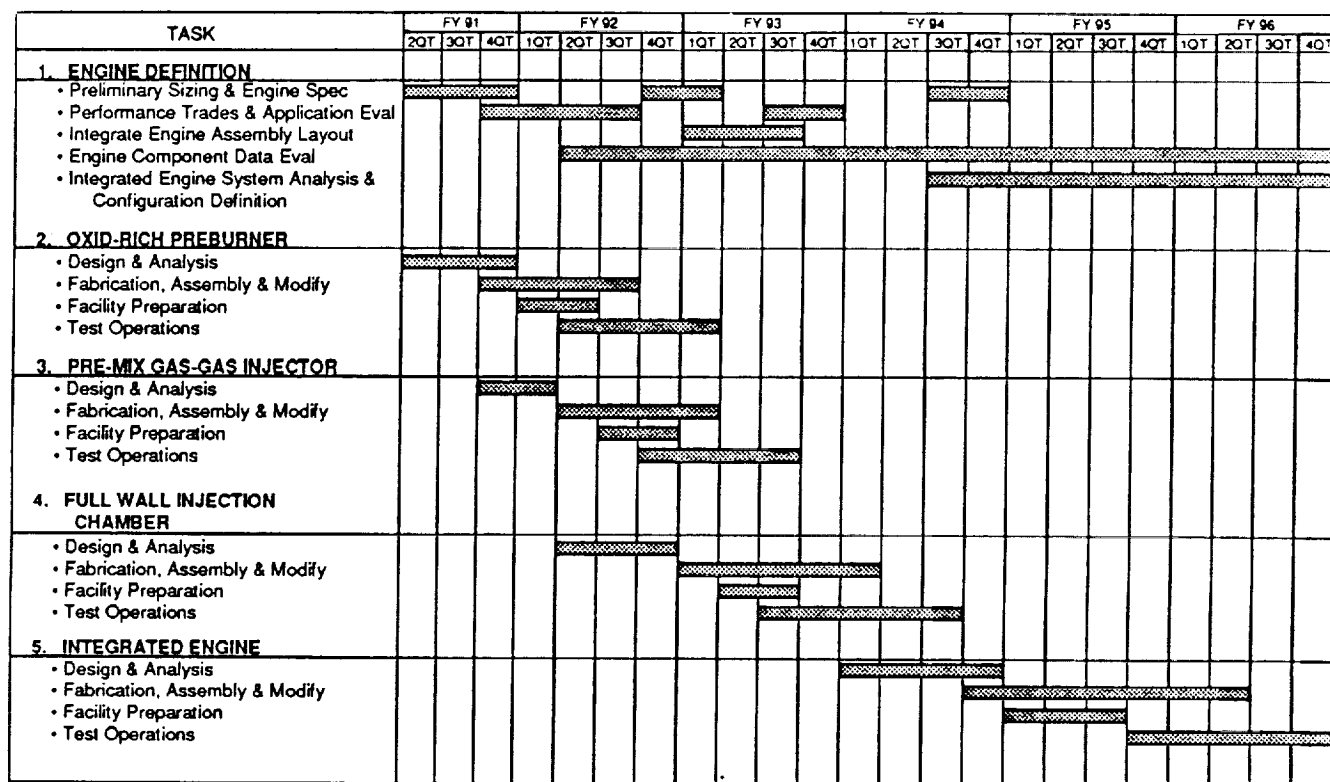 TASK
FY 91 FY 92 FY 93 FY 94 FY 95 FY 96
2QT 3QT 4QT 1QT 2QT 3QT 4QT 1QT 2QT 3QT 4QT 1QT 2QT 3QT 4QT 1QT 2QT 3QT 4QT 1QT 2QT 3QT 4QT
1. ENGINE DEFINITION
• Preliminary Sizing & Engine Spec
• Performance Trades & Application Eval
• Integrate Engine Assembly Layout
• Engine Component Data Eval
• Integrated Engine System Analysis &
Configuration Definition
2. OXID-RICH PREBURNER
• Design & Analysis
• Fabrication, Assembly & Modify
• Facility Preparation
• Test Operations
3. PRE-MIX GAS-GAS INJECTOR
• Design & Analysis
• Fabrication, Assembly & Modify
• Facility Preparation
• Test Operations
4. FULL WALL INJECTION
CHAMBER
• Design & Analysis
• Fabrication, Assembly & Modify
• Facility Preparation
• Test Operations
5. INTEGRATED ENGINE
• Design & Analysis
• Fabrication, Assembly & Modify
• Facility Preparation
• Test Operations